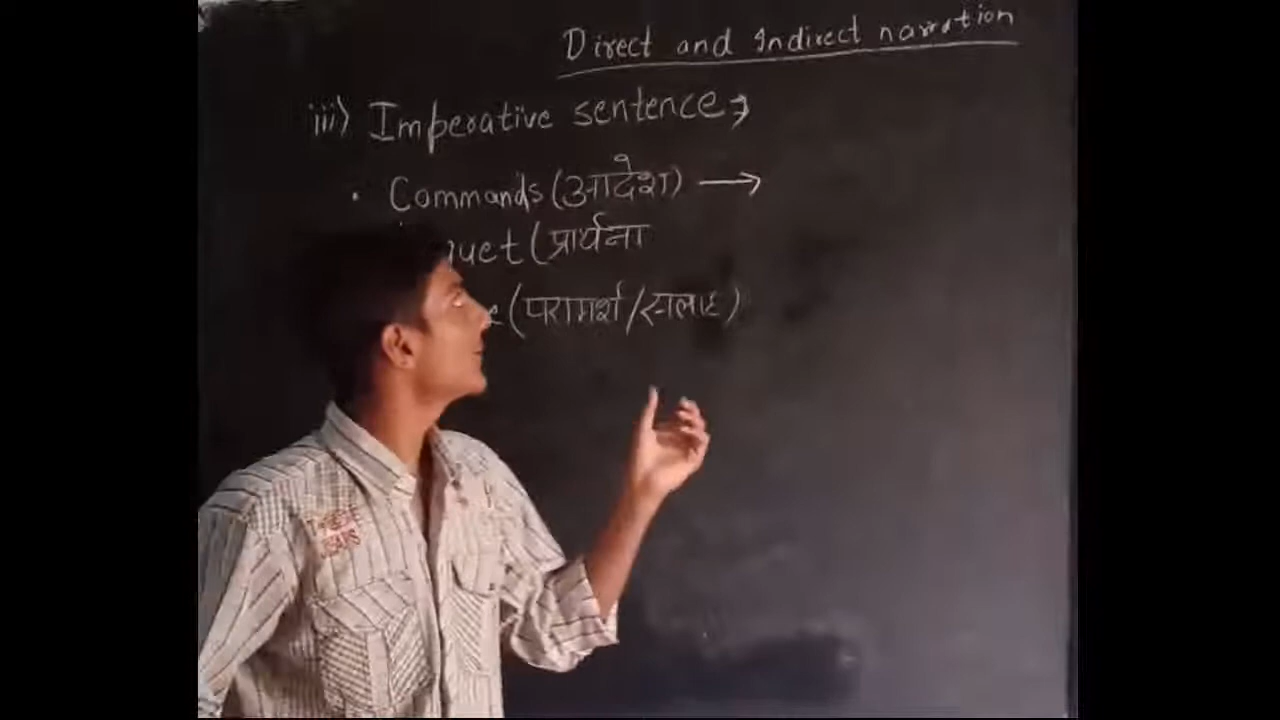 Direct and Indirect narration
iii) Imperative sentence →
• Commands (आदेश) →
quet (प्रार्थना
(परामर्श/सलाह)